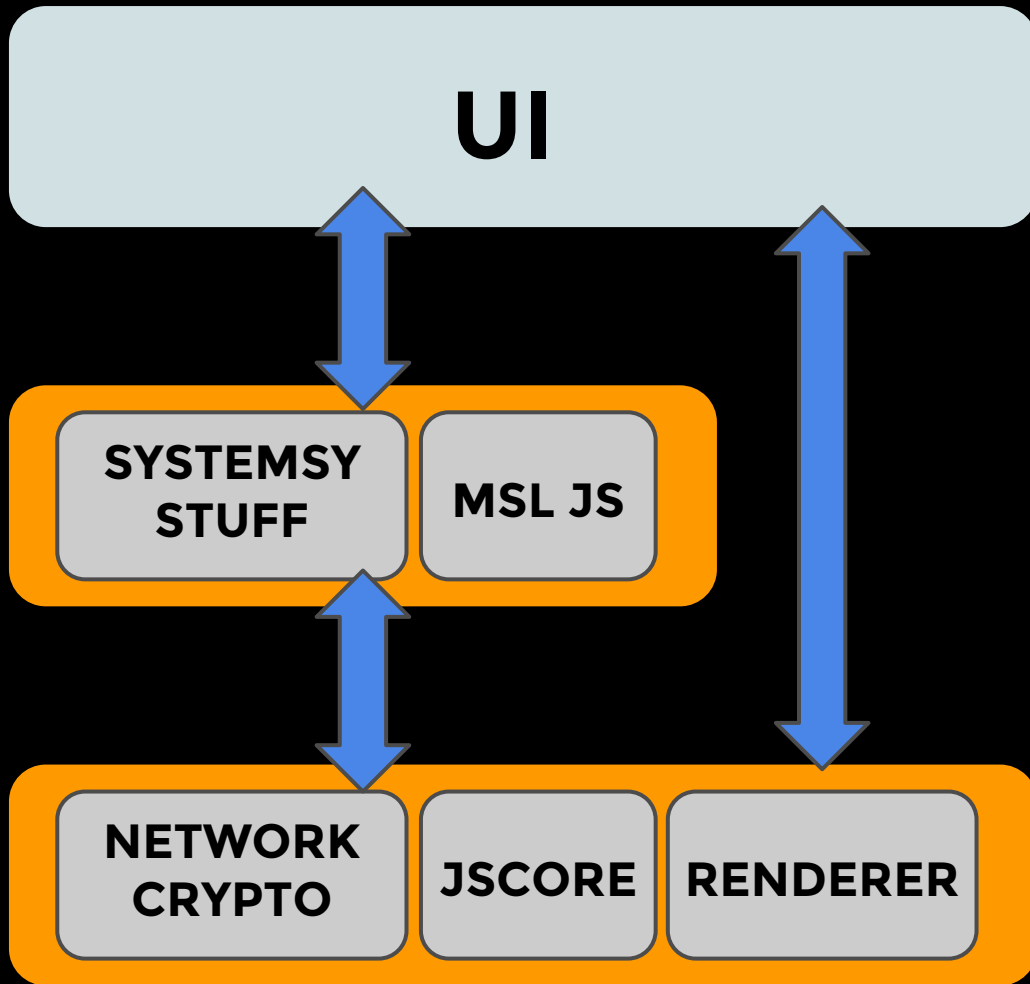 UI
SYSTEMSY
STUFF
MSL JS
NETWORK
CRYPTO
JSCORE
RENDERER